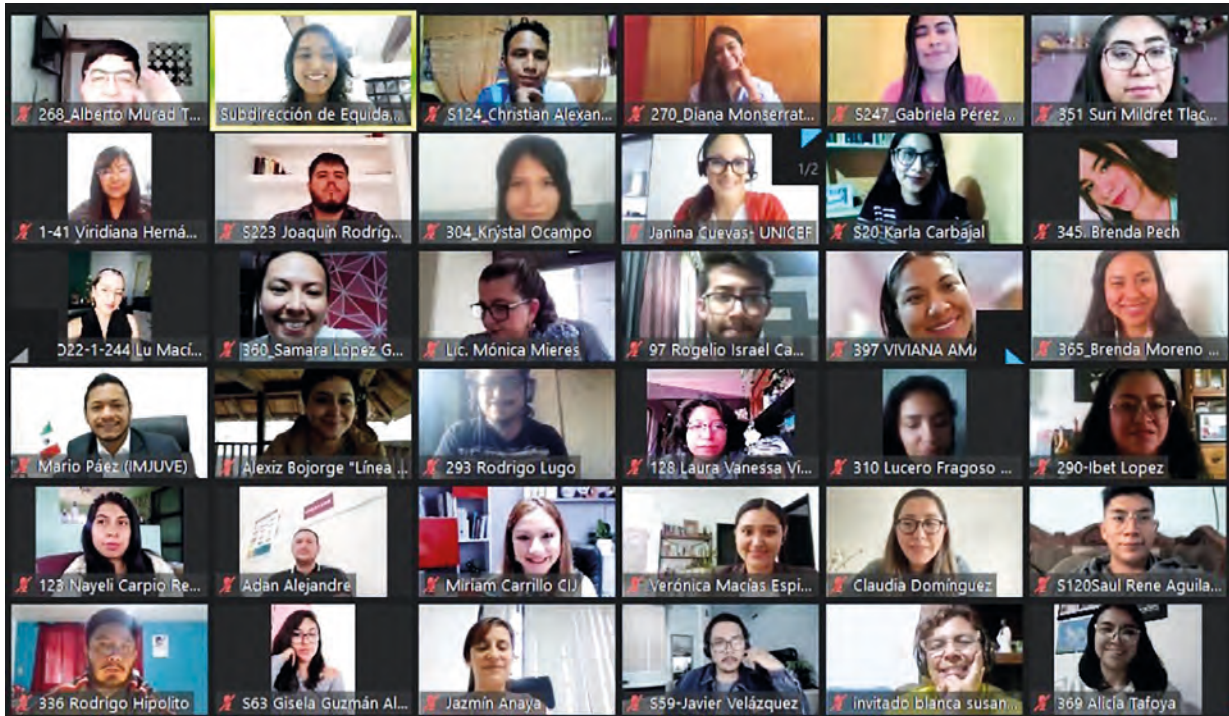 268_Alberto Murad T...
Subdirección de Equida...
S124_Christian Alexan...
270_Diana Monserrat...
S247_Gabriela Pérez ...
351 Suri Mildret Tlac...
1-41 Viridiana Herná...
S223 Joaquín Rodríg...
304_Krystal Ocampo
1/2
Janina Cuevas- UNICEF
S20 Karla Carbajal
345. Brenda Pech
022-1-244 Lu Mací...
360_Samara López G...
Lic. Mónica Mieres
97 Rogelio Israel Ca...
397 VIVIANA AMA
365_Brenda Moreno ...
Mario Páez (IMJUVE)
Alexiz Bojorge "Línea ...
293 Rodrigo Lugo
128 Laura Vanessa Vi...
310 Lucero Fragoso ...
290-Ibet Lopez
123 Nayeli Carpio Re...
Adán Alejandre
Miriam Carrillo CIJ
Verónica Macías Espi...
Claudia Domínguez
S120Saul Rene Aguila...
336 Rodrigo Hipolito
S63 Gisela Guzmán Al...
Jazmín Anaya
S59-Javier Velázquez
invitado blanca susan...
369 Alicia Tafoya